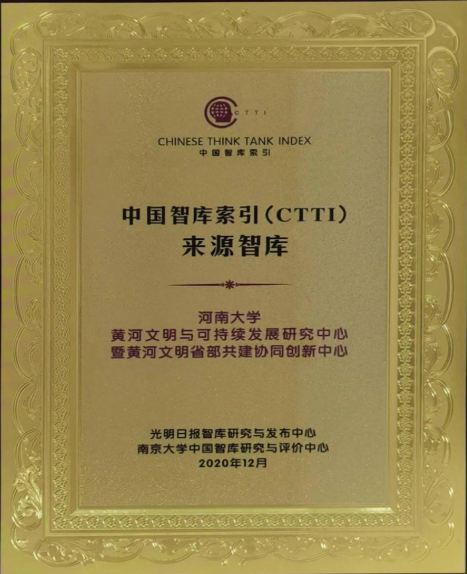 CTTI
CHINESE THINK TANK INDEX
中国智库索引
中国智库索引(CTTI)
来源智库
河南大学
黄河文明与可持续发展研究中心
暨黄河文明省部共建协同创新中心
光明日报智库研究与发布中心
南京大学中国智库研究与评价中心
2020年12月